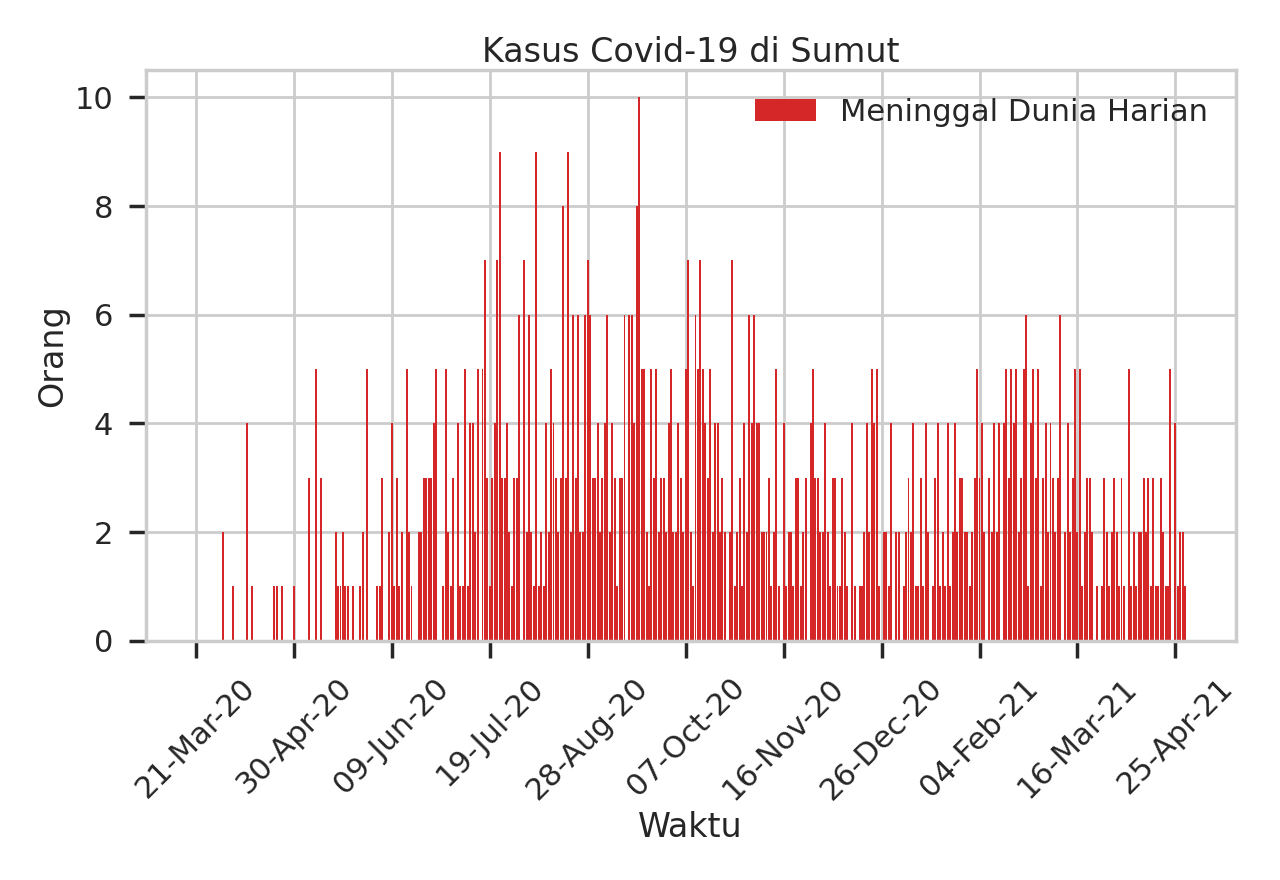 Kasus Covid-19 di Sumut
Meninggal Dunia Harian
10
8
6
4
2
0
Orang
21-Mar-20
30-Apr-20
09-Jun-20
19-Jul-20
28-Aug-20
07-Oct-20
16-Nov-20
26-Dec-20
04-Feb-21
16-Mar-21
25-Apr-21
Waktu